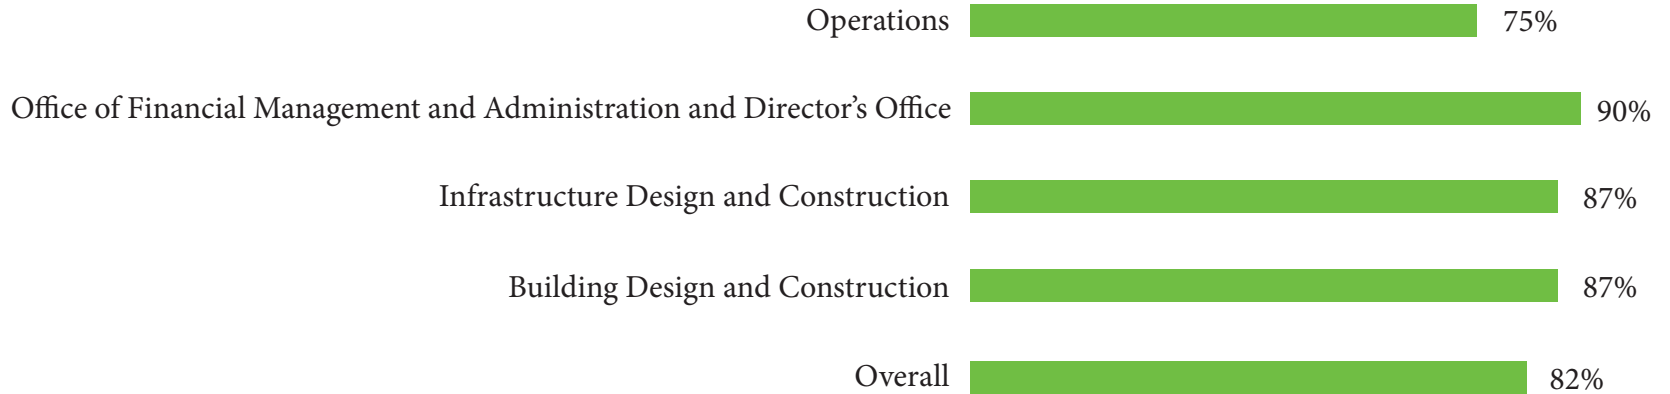 Operations 75%
Office of Financial Management and Administration and Director’s Office 90%
Infrastructure Design and Construction 87%
Building Design and Construction 87%
Overall 82%